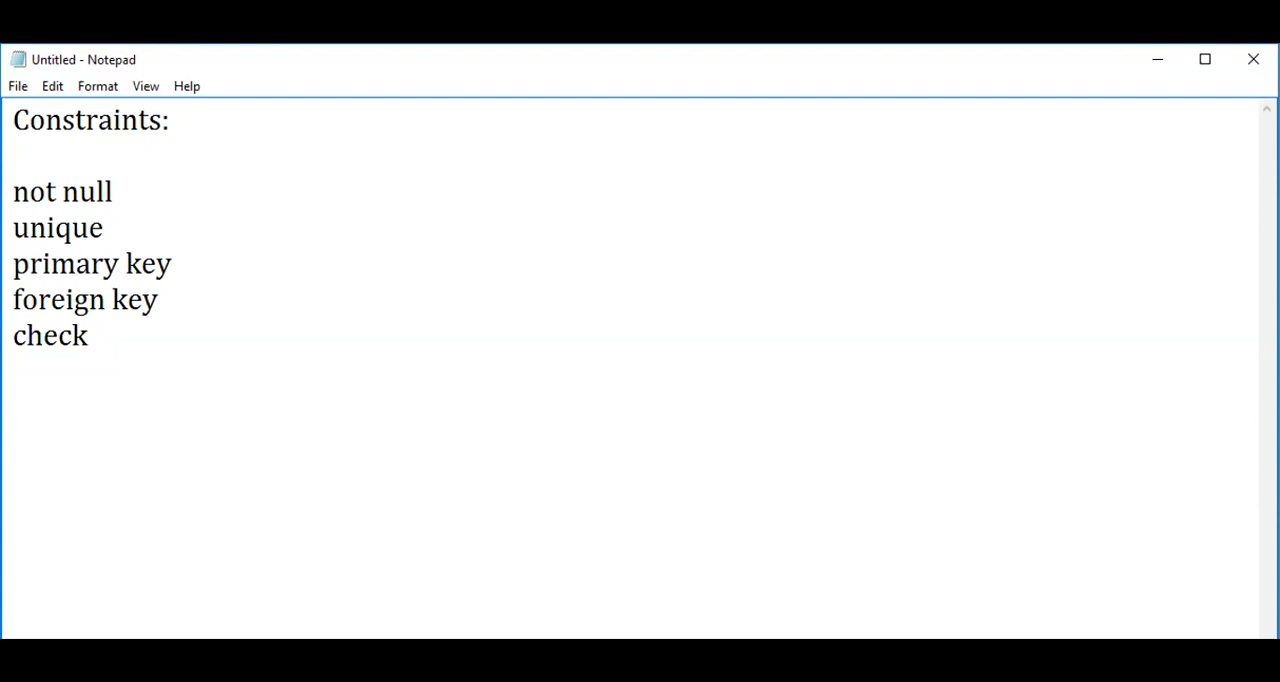 Untitled - Notepad
File Edit Format View Help
Constraints:
not null
unique
primary key
foreign key
check